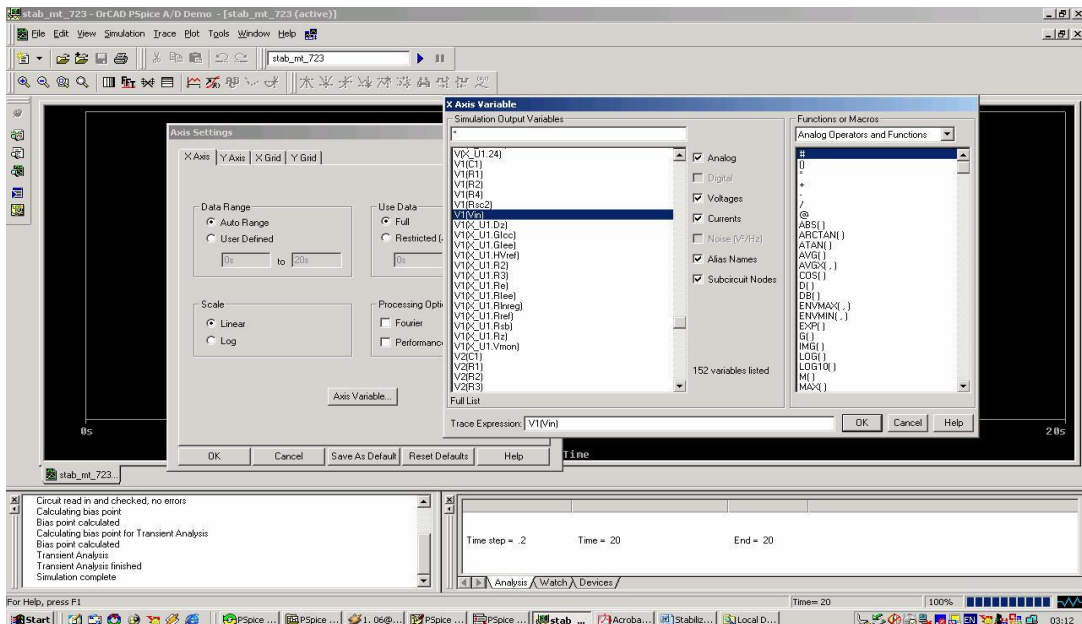 stab_mt_723 - OrCAD PSpice A/D Demo - [stab_mt_723 (active)]
File Edit View Simulation Trace Plot Tools Window Help
stab_mt_723
X Axis Variable
Simulation Output Variables
*
V(X_U1.24)
V1(C1)
V1(R1)
V1(R2)
V1(R4)
V1(Rsc2)
V1(Vin)
V1(X_U1.Dz)
V1(X_U1.GIcc)
V1(X_U1.GIee)
V1(X_U1.HVref)
V1(X_U1.R2)
V1(X_U1.R3)
V1(X_U1.Re)
V1(X_U1.RIee)
V1(X_U1.RInreg)
V1(X_U1.Rref)
V1(X_U1.Rsb)
V1(X_U1.Rz)
V1(X_U1.Vmon)
V2(C1)
V2(R1)
V2(R2)
V2(R3)
Full List
Analog
Digital
Voltages
Currents
Noise (V²/Hz)
Alias Names
Subcircuit Nodes
152 variables listed
Functions or Macros
Analog Operators and Functions
#
()
*
+
-
/
@
ABS( )
ARCTAN( )
ATAN( )
AVG( )
AVGX( , )
COS( )
D( )
DB( )
ENVMAX( , )
ENVMIN( , )
EXP( )
G( )
IMG( )
LOG( )
LOG10( )
M( )
MAX( )
Trace Expression: V1(Vin)
OK Cancel Help
Axis Settings
X Axis Y Axis X Grid Y Grid
Data Range
Auto Range
User Defined
0s to 20s
Use Data
Full
Restricted (
0s
Scale
Linear
Log
Processing Opti
Fourier
Performanc
Axis Variable...
OK Cancel Save As Default Reset Defaults Help
0s
20s
Time
stab_mt_723...
Circuit read in and checked, no errors
Calculating bias point
Bias point calculated
Calculating bias point for Transient Analysis
Bias point calculated
Transient Analysis
Transient Analysis finished
Simulation complete
Time step = .2 Time = 20 End = 20
Analysis Watch Devices
For Help, press F1
Time= 20 100%
Start PSpice ... PSpice ... 1. 06@... PSpice ... PSpice ... stab_... Acroba... Stabiliz... Local D... EN 03:12